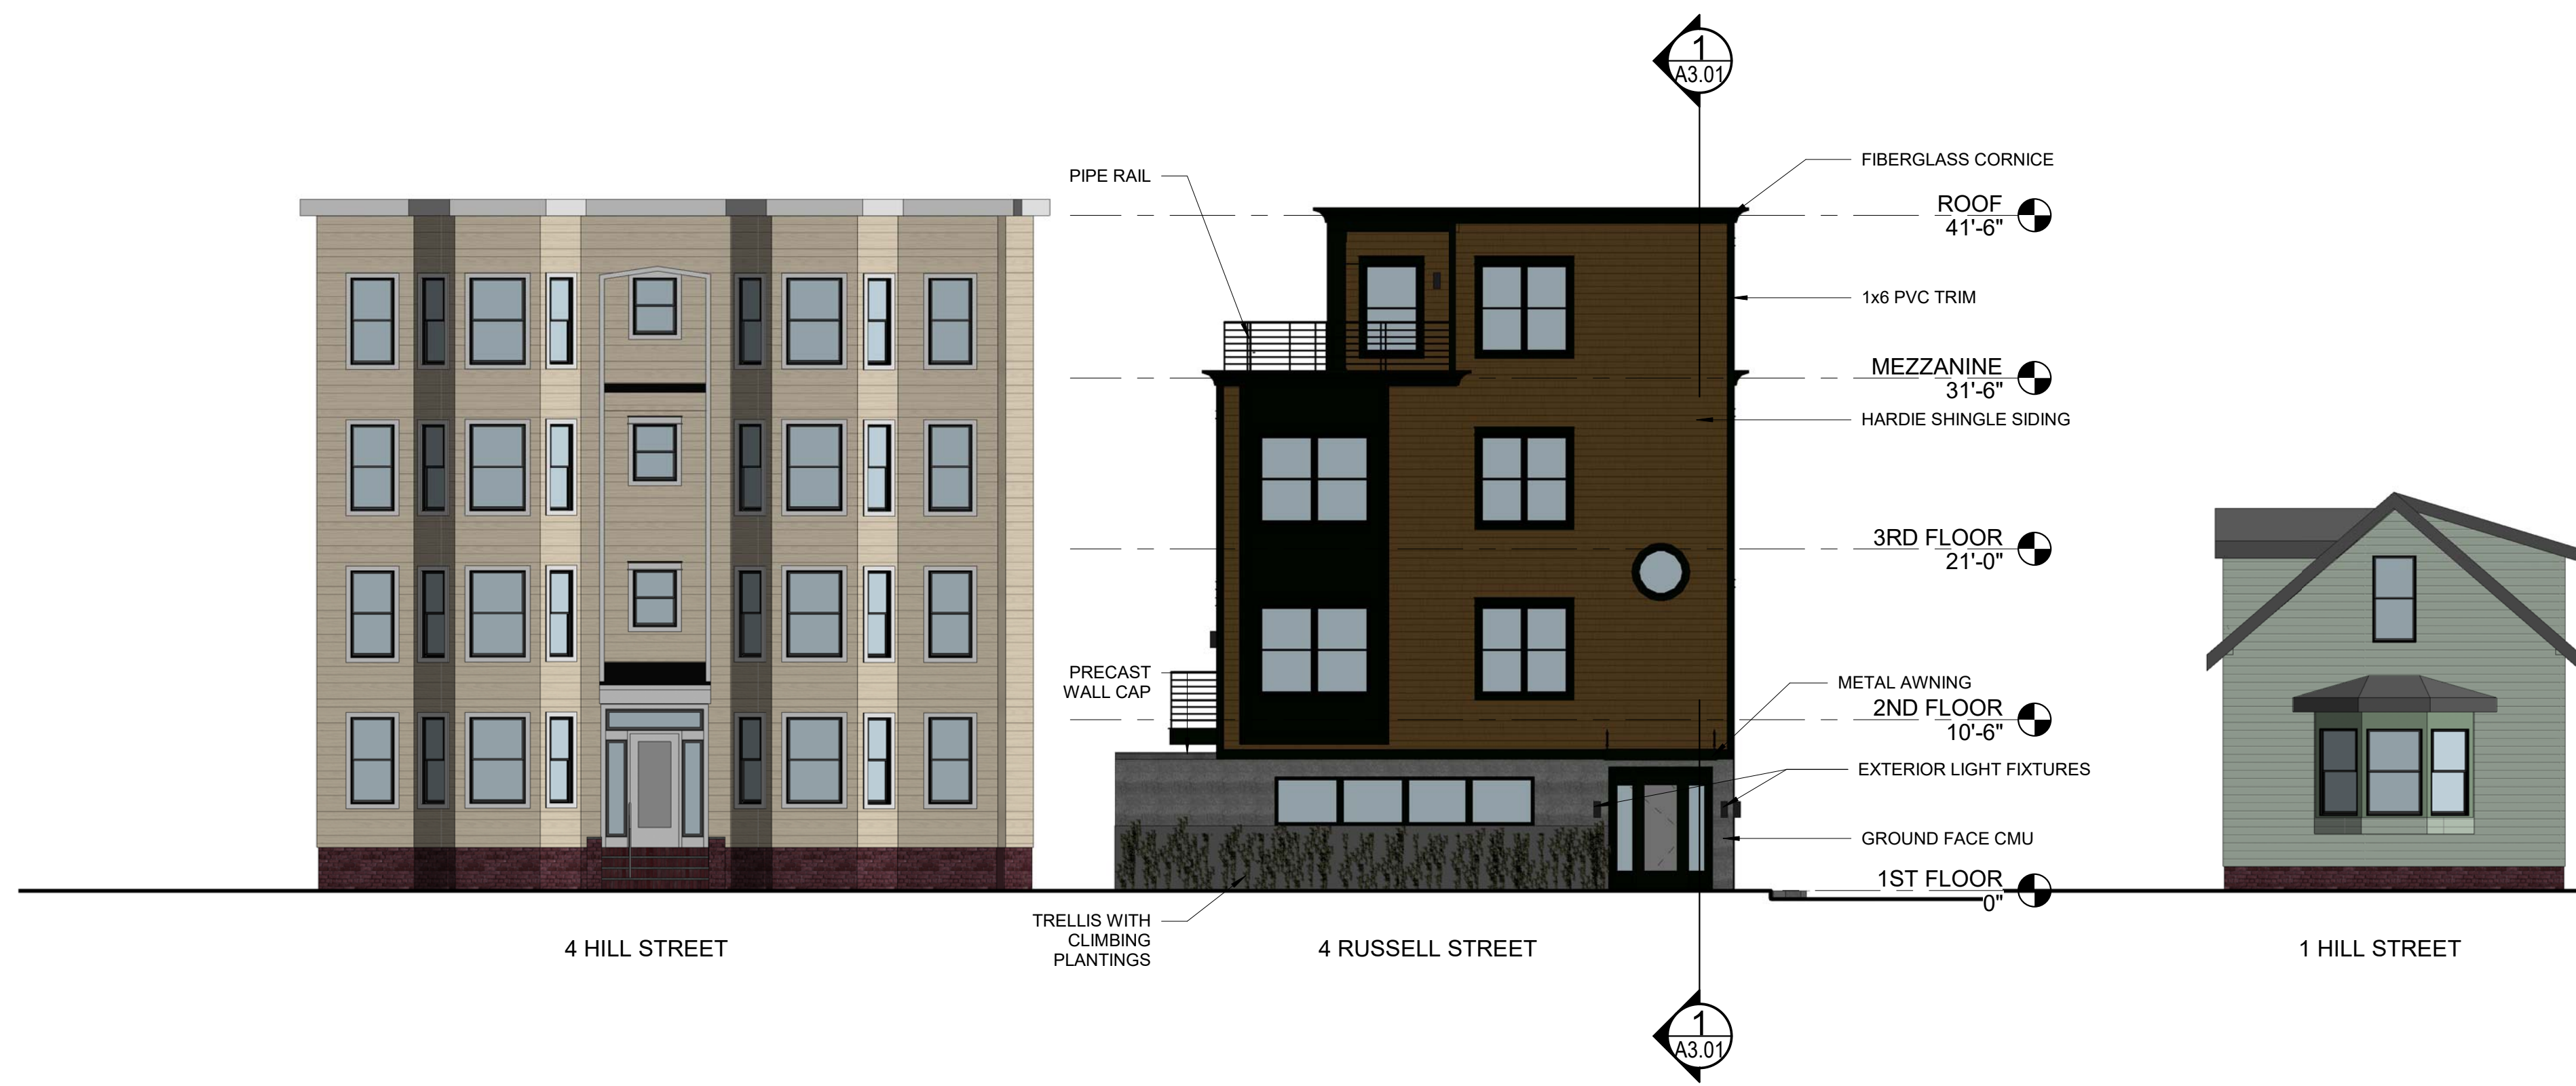 1
A3.01
FIBERGLASS CORNICE
PIPE RAIL
ROOF
41'-6"
1x6 PVC TRIM
MEZZANINE
31'-6"
HARDIE SHINGLE SIDING
3RD FLOOR
21'-0"
PRECAST
WALL CAP
METAL AWNING
2ND FLOOR
10'-6"
EXTERIOR LIGHT FIXTURES
GROUND FACE CMU
1ST FLOOR
0"
TRELLIS WITH
CLIMBING
PLANTINGS
4 HILL STREET
4 RUSSELL STREET
1 HILL STREET
1
A3.01